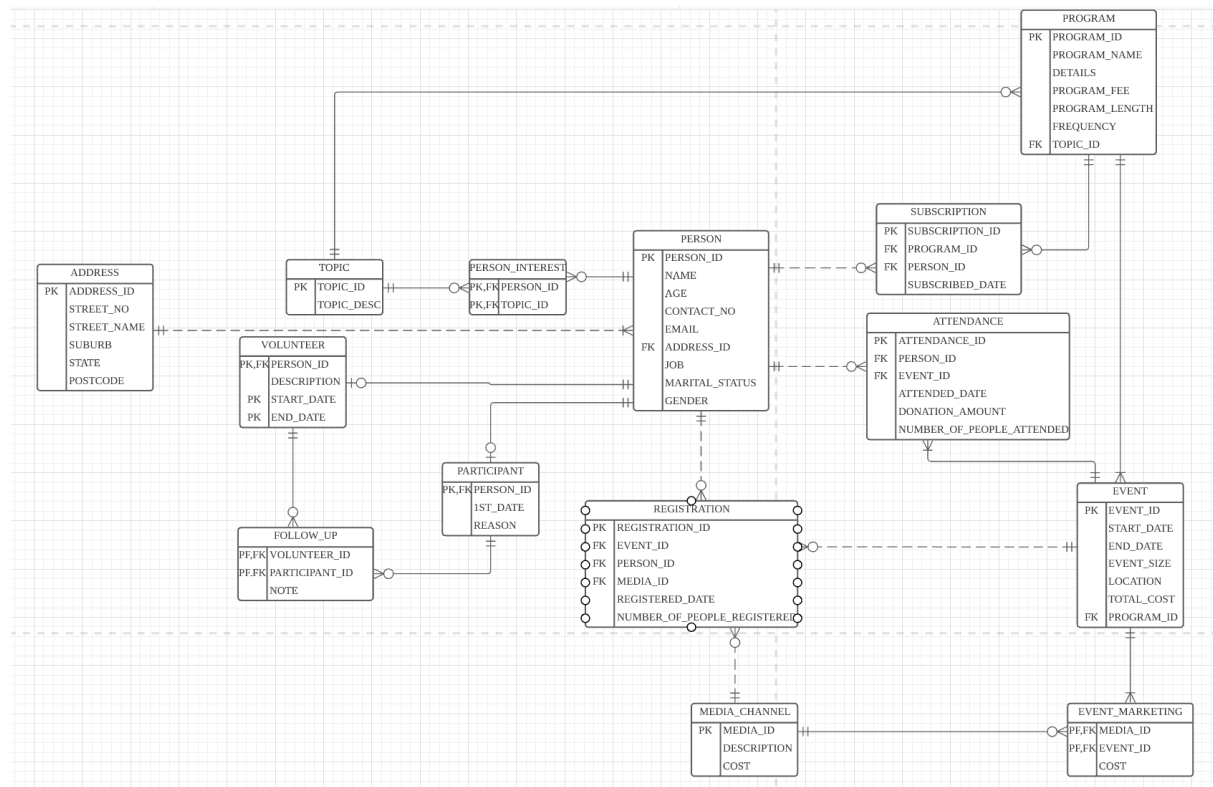 PROGRAM
PK PROGRAM_ID
PROGRAM_NAME
DETAILS
PROGRAM_FEE
PROGRAM_LENGTH
FREQUENCY
FK TOPIC_ID
SUBSCRIPTION
PK SUBSCRIPTION_ID
FK PROGRAM_ID
FK PERSON_ID
SUBSCRIBED_DATE
PERSON
PK PERSON_ID
NAME
AGE
CONTACT_NO
EMAIL
FK ADDRESS_ID
JOB
MARITAL_STATUS
GENDER
TOPIC
PK TOPIC_ID
TOPIC_DESC
PERSON_INTEREST
PK,FK PERSON_ID
PK,FK TOPIC_ID
ADDRESS
PK ADDRESS_ID
STREET_NO
STREET_NAME
SUBURB
STATE
POSTCODE
VOLUNTEER
PK,FK PERSON_ID
DESCRIPTION
PK START_DATE
PK END_DATE
ATTENDANCE
PK ATTENDANCE_ID
FK PERSON_ID
FK EVENT_ID
ATTENDED_DATE
DONATION_AMOUNT
NUMBER_OF_PEOPLE_ATTENDED
PARTICIPANT
PK,FK PERSON_ID
1ST_DATE
REASON
EVENT
PK EVENT_ID
START_DATE
END_DATE
EVENT_SIZE
LOCATION
TOTAL_COST
FK PROGRAM_ID
REGISTRATION
PK REGISTRATION_ID
FK EVENT_ID
FK PERSON_ID
FK MEDIA_ID
REGISTERED_DATE
NUMBER_OF_PEOPLE_REGISTERED
FOLLOW_UP
PF,FK VOLUNTEER_ID
PF.FK PARTICIPANT_ID
NOTE
MEDIA_CHANNEL
PK MEDIA_ID
DESCRIPTION
COST
EVENT_MARKETING
PF,FK MEDIA_ID
PF,FK EVENT_ID
COST